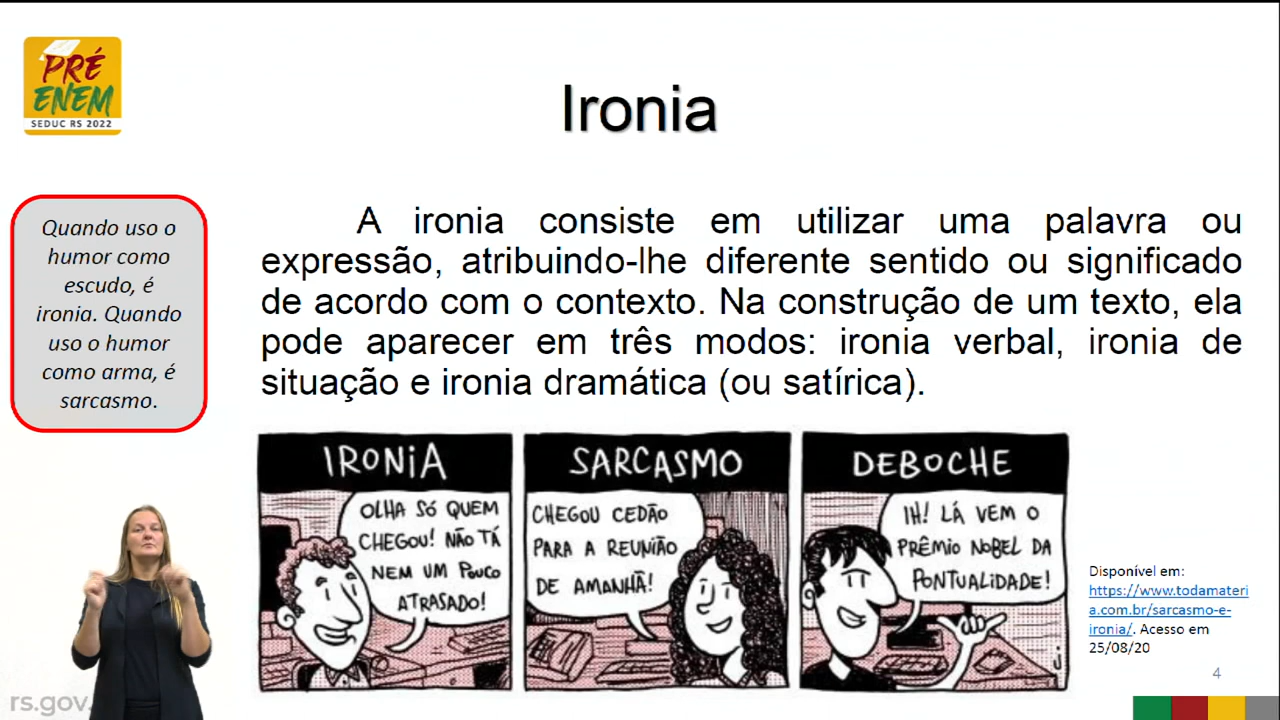 PRÉ
ENEM
SEDUC RS 2022
Ironia
Quando uso o
humor como
escudo, é
ironia. Quando
uso o humor
como arma, é
sarcasmo.
A ironia consiste em utilizar uma palavra ou
expressão, atribuindo-lhe diferente sentido ou significado
de acordo com o contexto. Na construção de um texto, ela
pode aparecer em três modos: ironia verbal, ironia de
situação e ironia dramática (ou satírica).
IRONIA
OLHA SÓ QUEM
CHEGOU! NÃO TÁ
NEM UM POUCO
ATRASADO!
SARCASMO
CHEGOU CEDÃO
PARA A REUNIÃO
DE AMANHÃ!
DEBOCHE
IH! LÁ VEM O
PRÊMIO NOBEL DA
PONTUALIDADE!
Disponível em:
https://www.todamateri
a.com.br/sarcasmo-e-
ironia/. Acesso em
25/08/20
4
rs.gov.